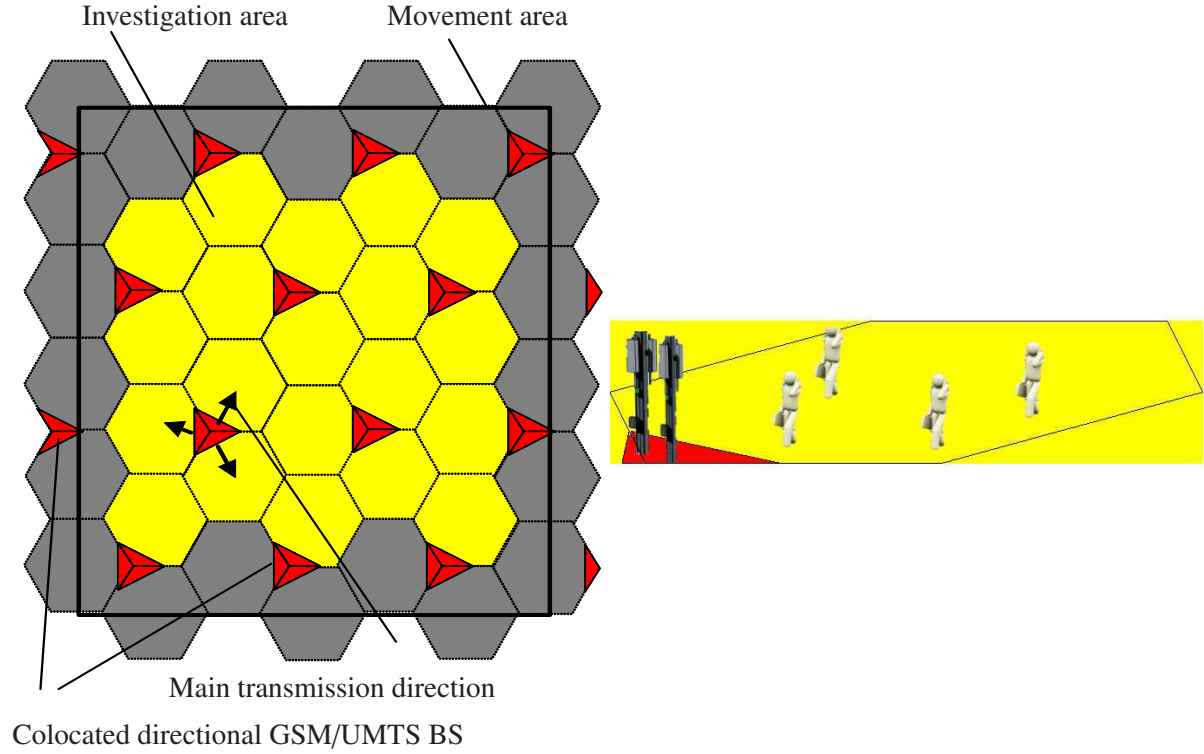 Investigation area
Movement area
Main transmission direction
Colocated directional GSM/UMTS BS